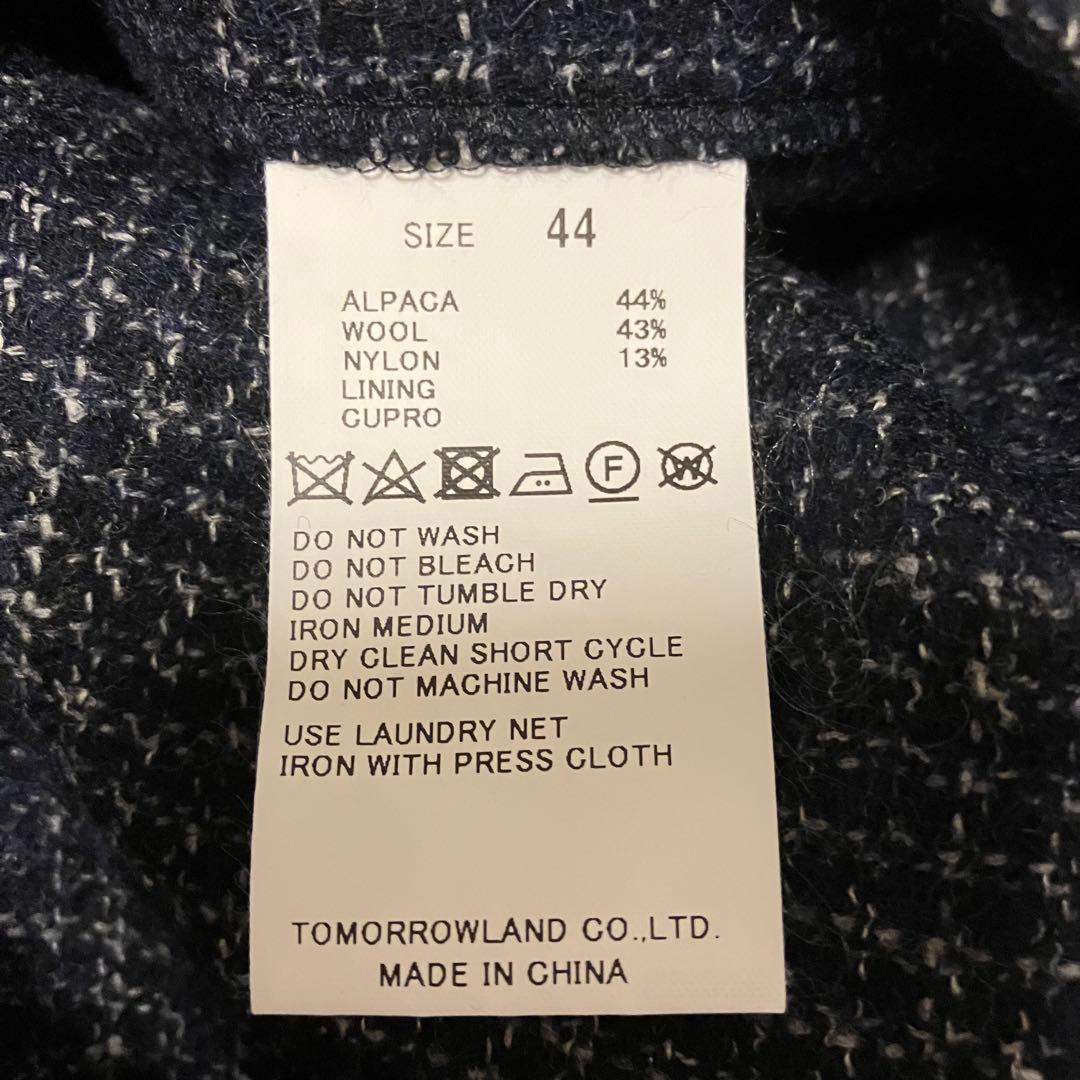 SIZE 44
ALPACA 44%
WOOL 43%
NYLON 13%
LINING
CUPRO
F W
DO NOT WASH
DO NOT BLEACH
DO NOT TUMBLE DRY
IRON MEDIUM
DRY CLEAN SHORT CYCLE
DO NOT MACHINE WASH
USE LAUNDRY NET
IRON WITH PRESS CLOTH
TOMORROWLAND CO.,LTD.
MADE IN CHINA